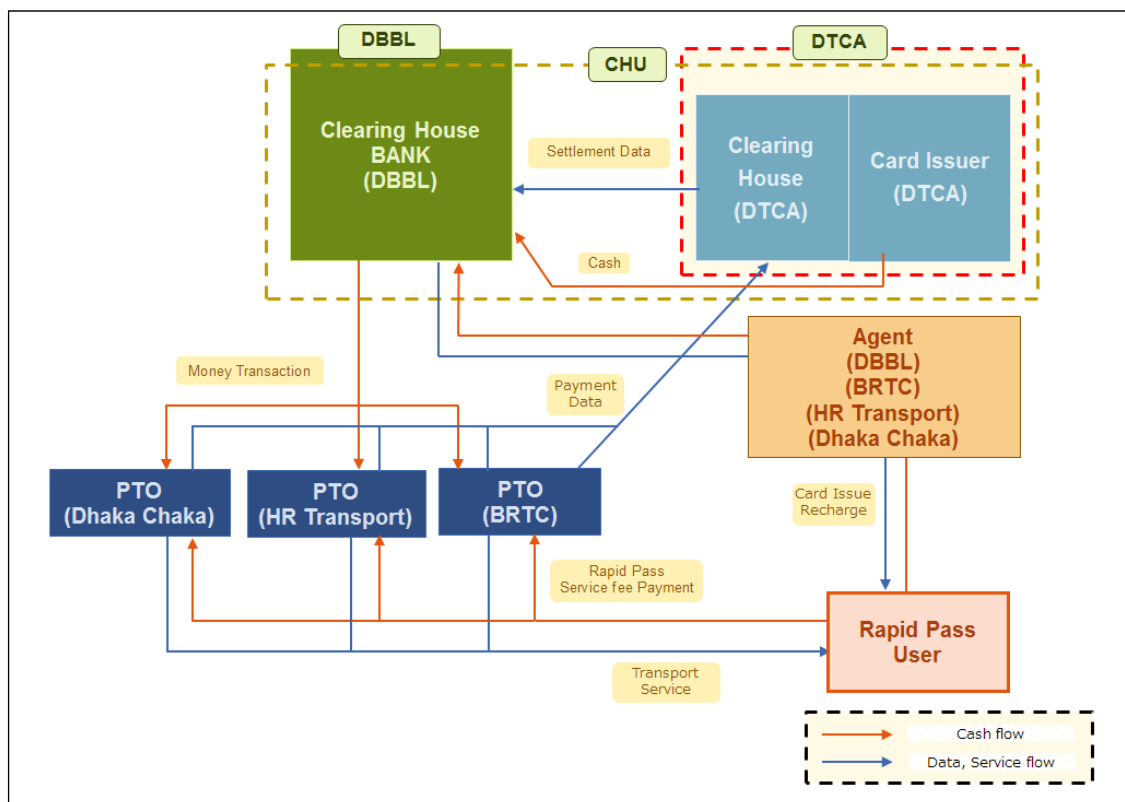 DBBL
DTCA
CHU
Clearing House
BANK
(DBBL)
Settlement Data
Clearing
House
(DTCA)
Card Issuer
(DTCA)
Cash
Agent
(DBBL)
(BRTC)
(HR Transport)
(Dhaka Chaka)
Money Transaction
Payment
Data
PTO
(Dhaka Chaka)
PTO
(HR Transport)
PTO
(BRTC)
Card Issue
Recharge
Rapid Pass
Service fee Payment
Rapid Pass
User
Transport
Service
Cash flow
Data, Service flow